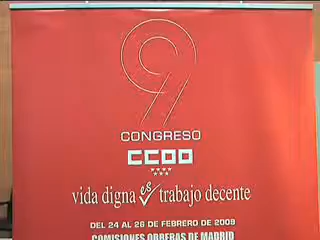 9
CONGRESO
CCOO
vida digna es trabajo decente
DEL 24 AL 26 DE FEBRERO DE 2009
COMISIONES OBRERAS DE MADRID